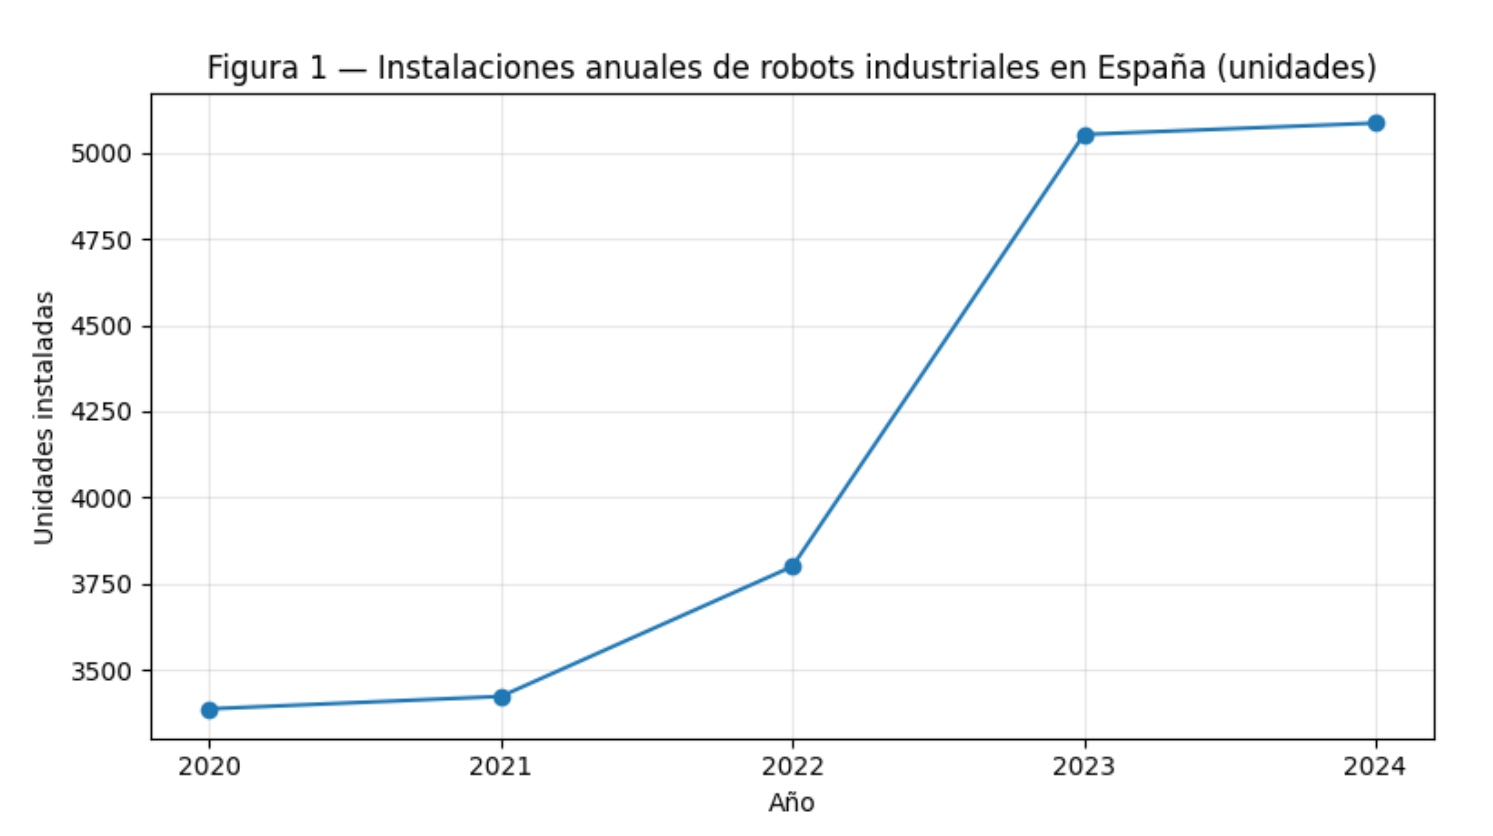 Figura 1 — Instalaciones anuales de robots industriales en España (unidades)
5000
4750
4500
4250
4000
3750
3500
Unidades instaladas
2020 2021 2022 2023 2024
Año